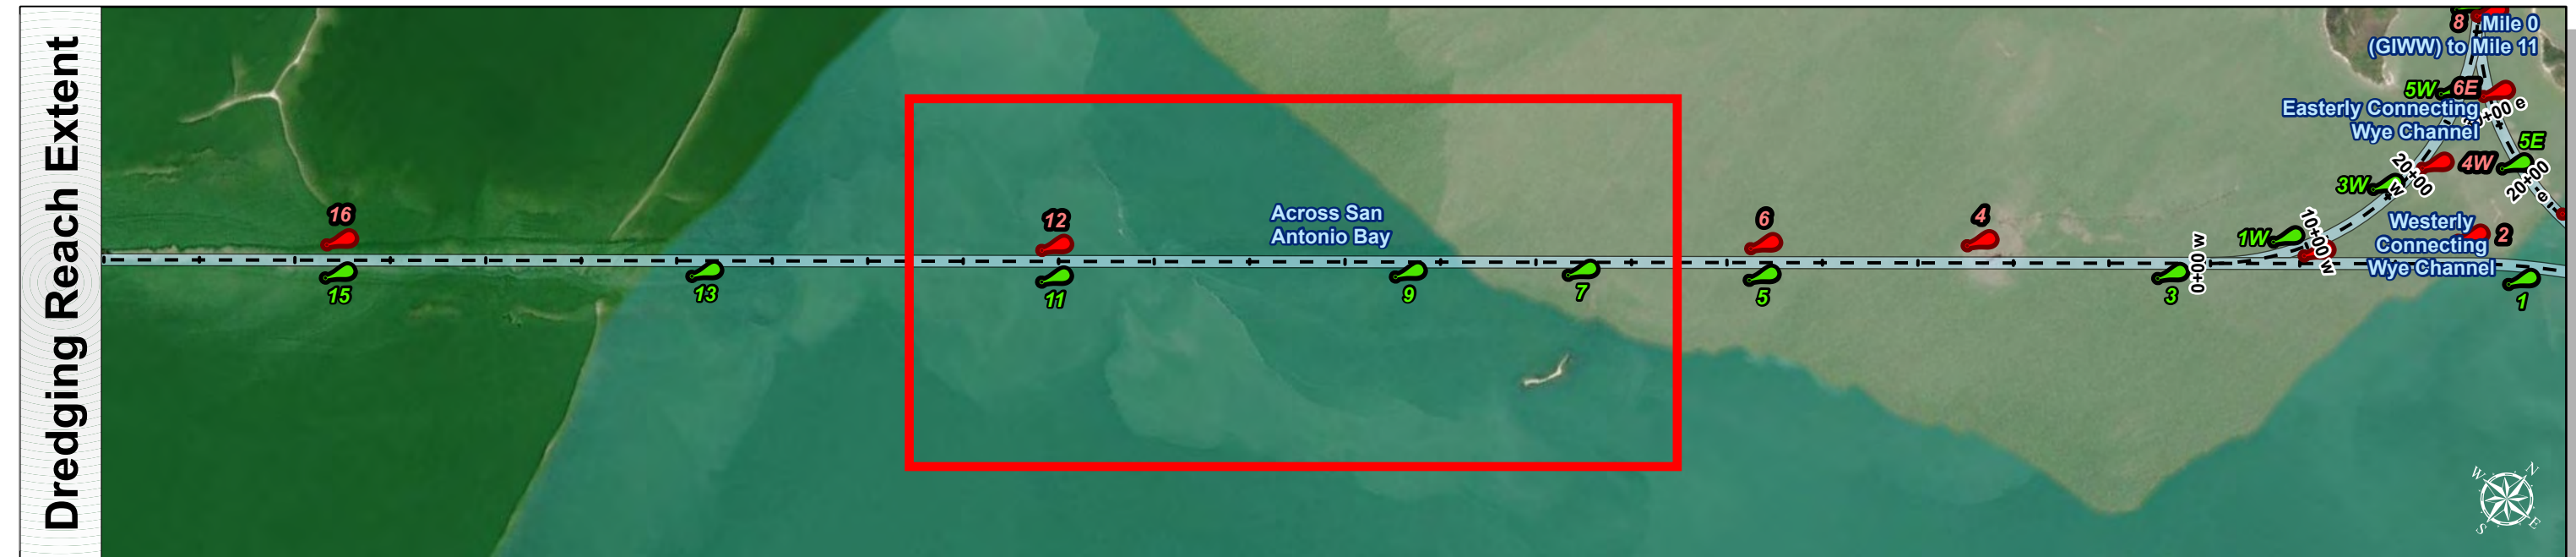 Dredging Reach Extent
8
Mile 0
(GIWW) to Mile 11
5W
6E
+00 e
Easterly Connecting
Wye Channel
5E
4W
20+00 w
20+00 e
3W
16
12
Across San
Antonio Bay
6
4
1W
10+00 w
0+00 w
Westerly
Connecting
Wye Channel
2
15
13
11
9
7
5
3
1
W
N
S
E